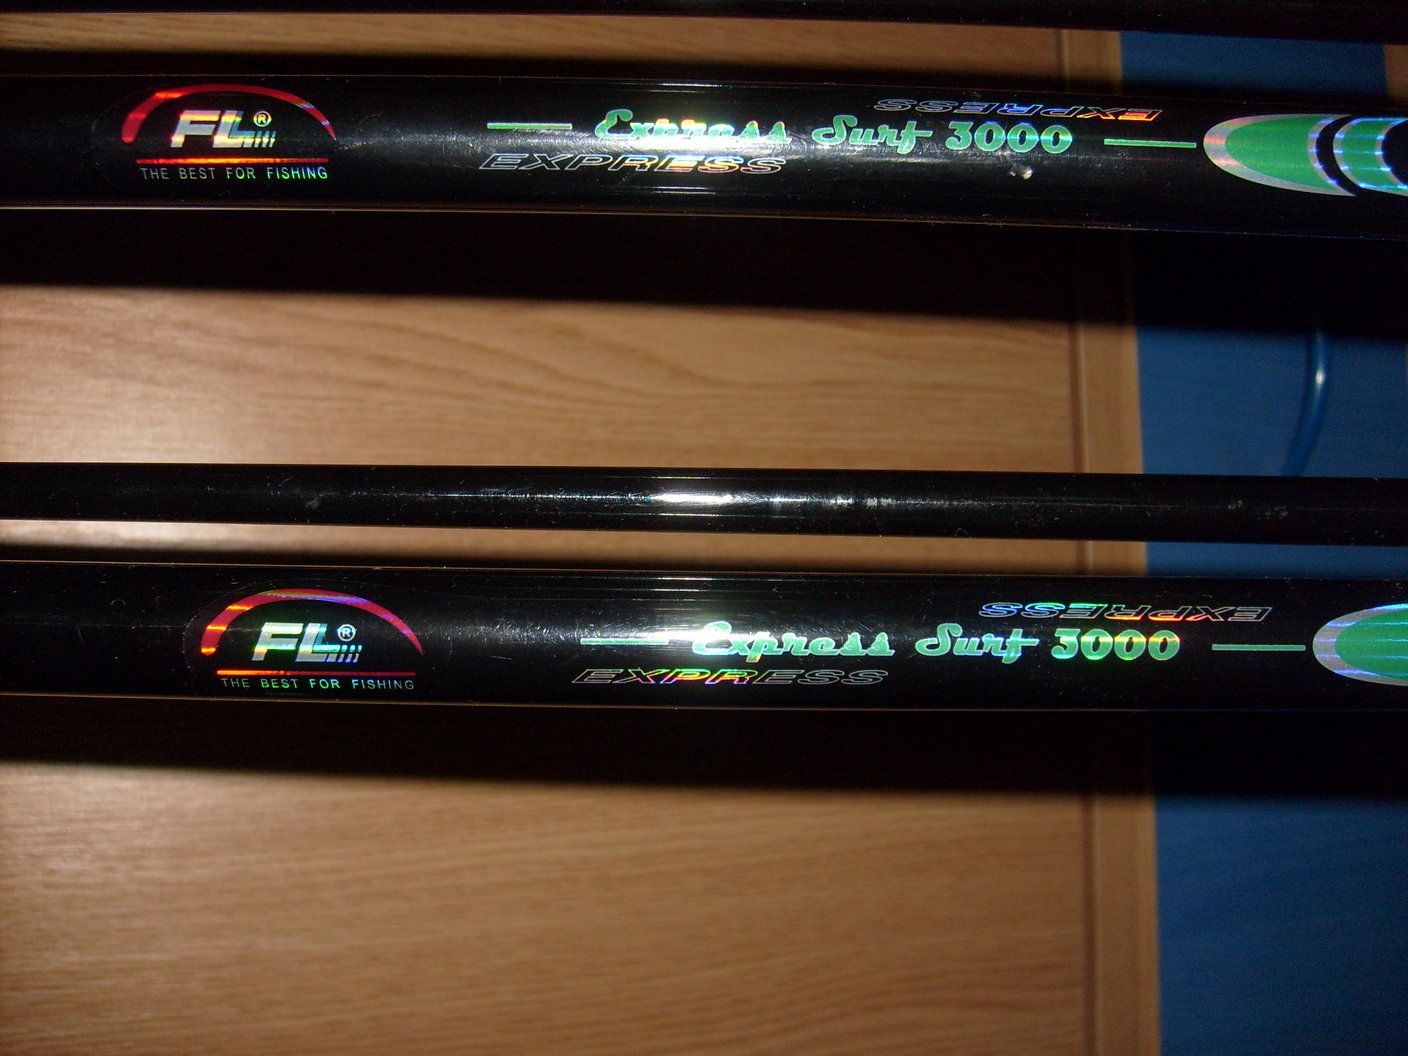 EXPRESS
FL®
Express Surf 3000
EXPRESS
THE BEST FOR FISHING
EXPRESS
FL®
Express Surf 3000
EXPRESS
THE BEST FOR FISHING